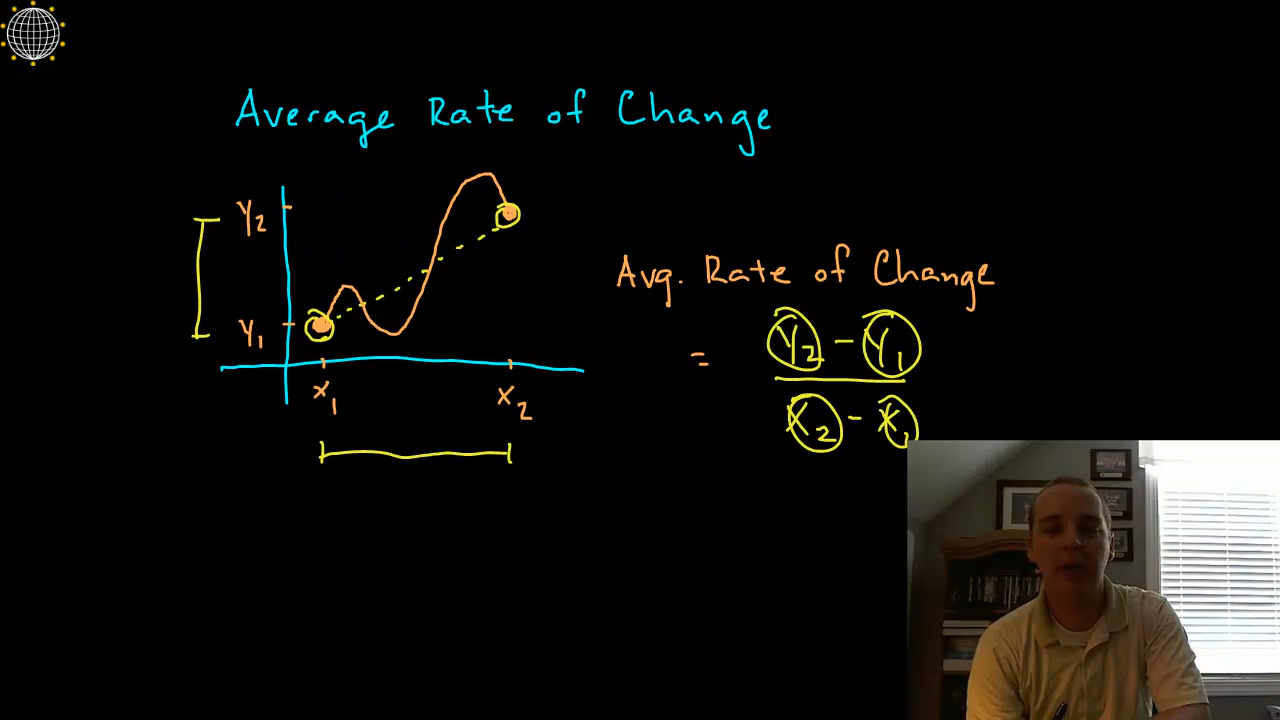 Average Rate of Change
Y2
Y1
x1
x2
Avg. Rate of Change
= Y2 - Y1
x2 - x1